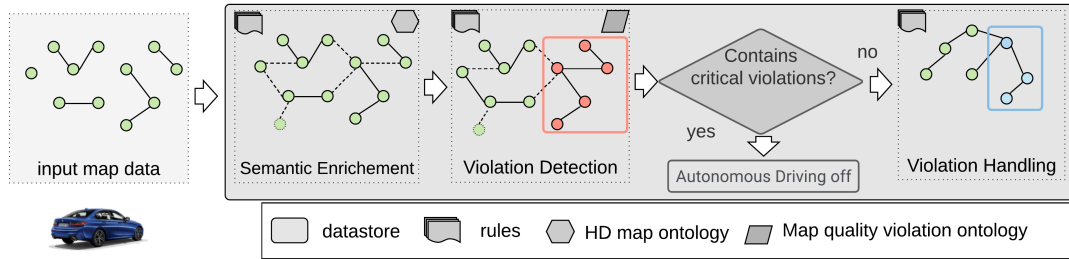 input map data
Semantic Enrichement
Violation Detection
Contains
critical violations?
yes
no
Autonomous Driving off
Violation Handling
datastore
rules
HD map ontology
Map quality violation ontology